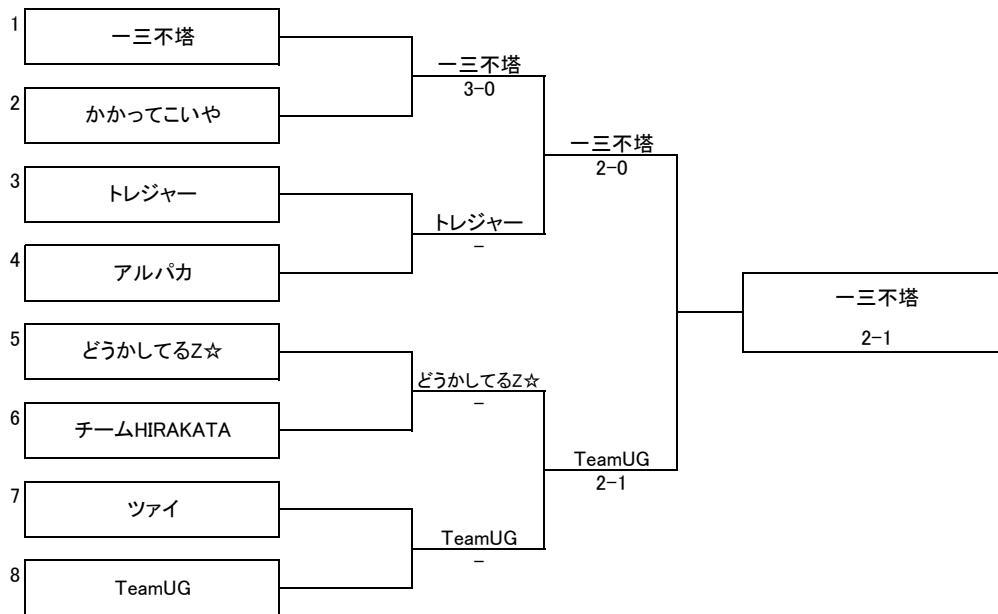 1
一三不塔
2
かかってこいや
一三不塔
3-0
3
トレジャー
4
アルパカ
トレジャー
-
一三不塔
2-0
5
どうかしてるZ☆
6
チームHIRAKATA
どうかしてるZ☆
-
7
ツァイ
8
TeamUG
TeamUG
-
TeamUG
2-1
一三不塔
2-1